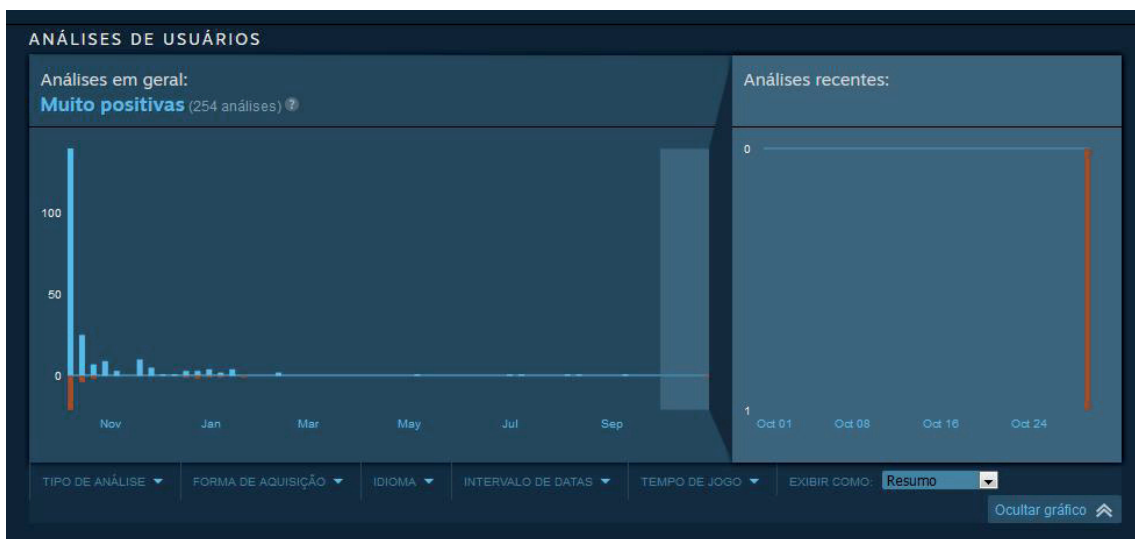 ANÁLISES DE USUÁRIOS
Análises em geral:
Muito positivas (254 análises) ?
100
50
0
Nov Jan Mar May Jul Sep
Análises recentes:
0
1
Oct 01 Oct 08 Oct 16 Oct 24
TIPO DE ANÁLISE FORMA DE AQUISIÇÃO IDIOMA INTERVALO DE DATAS TEMPO DE JOGO EXIBIR COMO: Resumo
Ocultar gráfico